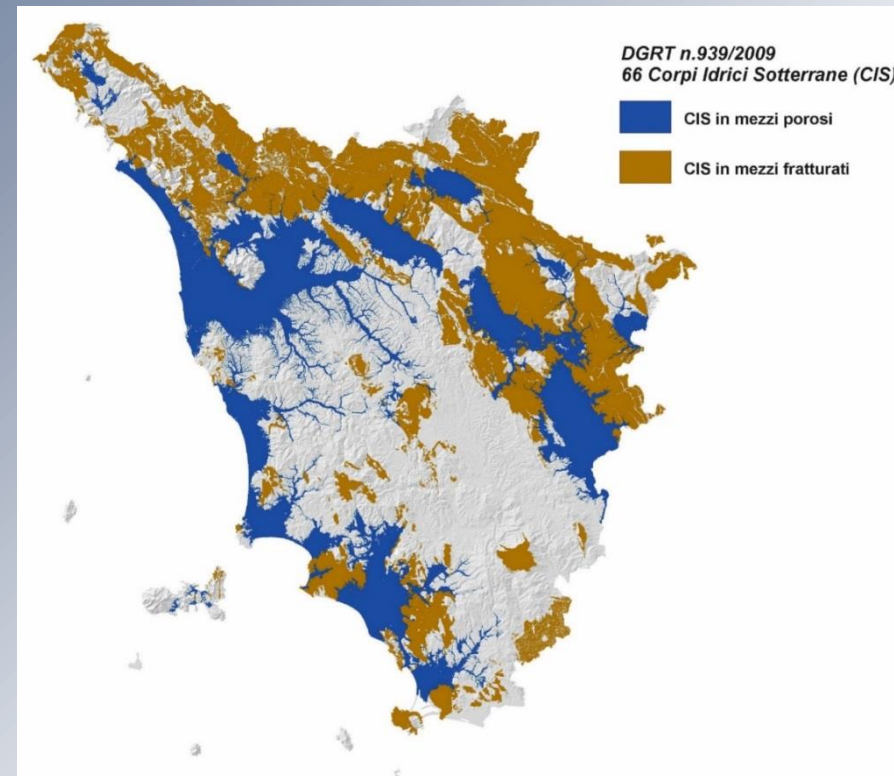 DGRT n.939/2009
66 Corpi Idrici Sotterrane (CIS)
CIS in mezzi porosi
CIS in mezzi fratturati